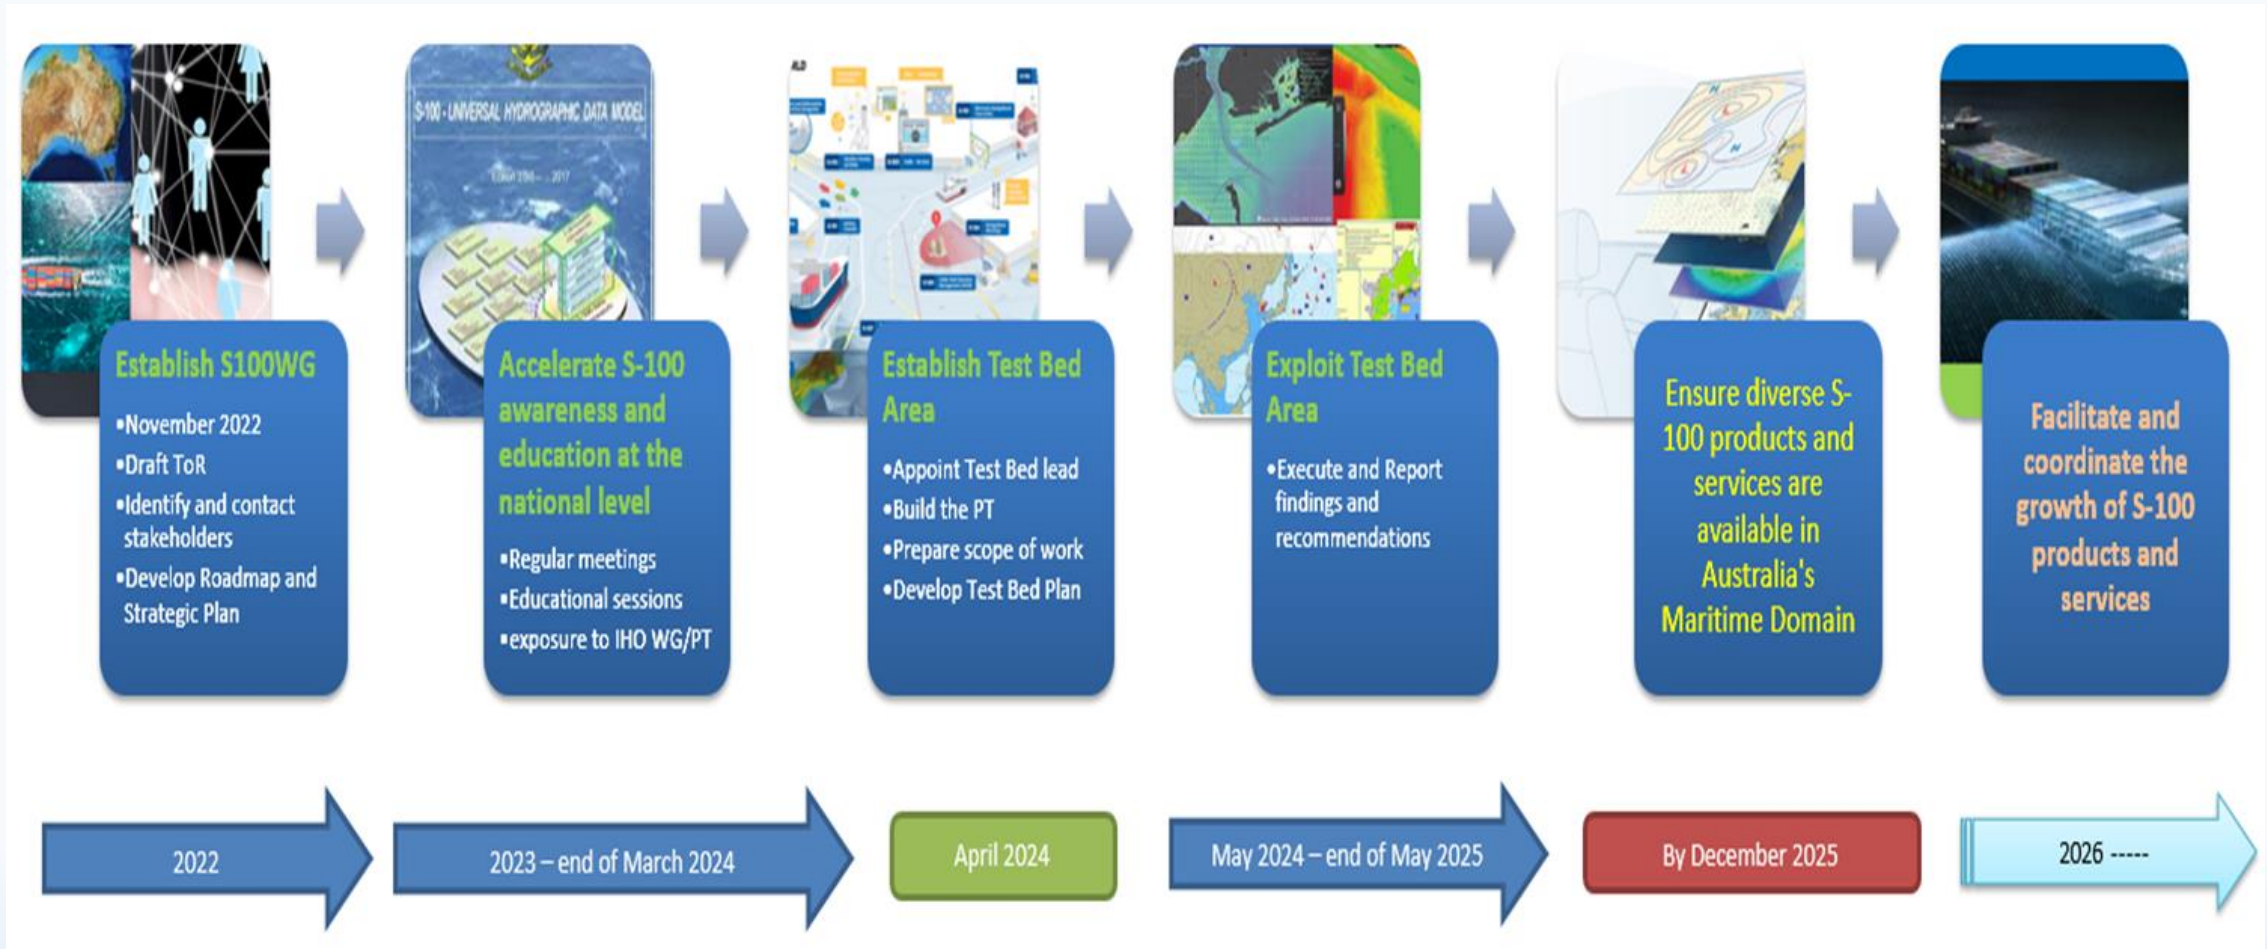 S-100 - UNIVERSAL HYDROGRAPHIC DATA MODEL
Establish S100WG
▪November 2022
▪Draft ToR
▪Identify and contact
stakeholders
▪Develop Roadmap and
Strategic Plan
Accelerate S-100
awareness and
education at the
national level
▪Regular meetings
▪Educational sessions
▪exposure to IHO WG/PT
Establish Test Bed
Area
▪Appoint Test Bed lead
▪Build the PT
▪Prepare scope of work
▪Develop Test Bed Plan
Exploit Test Bed
Area
▪Execute and Report
findings and
recommendations
Ensure diverse S-
100 products and
services are
available in
Australia's
Maritime Domain
Facilitate and
coordinate the
growth of S-100
products and
services
2022
2023 – end of March 2024
April 2024
May 2024 – end of May 2025
By December 2025
2026 -----